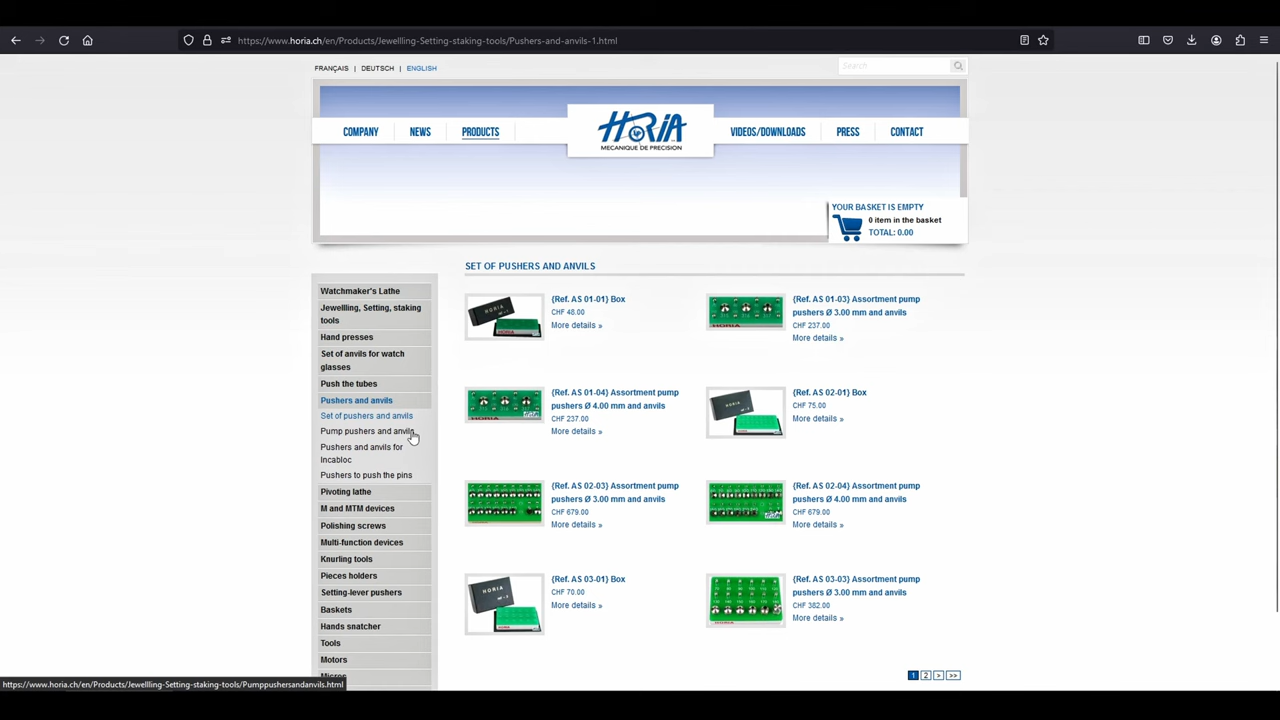 https://www.horia.ch/en/Products/Jewellling-Setting-staking-tools/Pushers-and-anvils-1.html
FRANÇAIS | DEUTSCH | ENGLISH
Search
COMPANY
NEWS
PRODUCTS
HORIA
MECANIQUE DE PRECISION
VIDEOS/DOWNLOADS
PRESS
CONTACT
YOUR BASKET IS EMPTY
0 item in the basket
TOTAL: 0.00
Watchmaker's Lathe
Jewellling, Setting, staking
tools
Hand presses
Set of anvils for watch
glasses
Push the tubes
Pushers and anvils
Set of pushers and anvils
Pump pushers and anvils
Pushers and anvils for
Incabloc
Pushers to push the pins
Pivoting lathe
M and MTM devices
Polishing screws
Multi-function devices
Knurling tools
Pieces holders
Setting-lever pushers
Baskets
Hands snatcher
Tools
Motors
SET OF PUSHERS AND ANVILS
{Ref. AS 01-01} Box
CHF 48.00
More details »
{Ref. AS 01-03} Assortment pump
pushers Ø 3.00 mm and anvils
CHF 237.00
More details »
{Ref. AS 01-04} Assortment pump
pushers Ø 4.00 mm and anvils
CHF 237.00
More details »
{Ref. AS 02-01} Box
CHF 75.00
More details »
{Ref. AS 02-03} Assortment pump
pushers Ø 3.00 mm and anvils
CHF 679.00
More details »
{Ref. AS 02-04} Assortment pump
pushers Ø 4.00 mm and anvils
CHF 679.00
More details »
{Ref. AS 03-01} Box
CHF 70.00
More details »
{Ref. AS 03-03} Assortment pump
pushers Ø 3.00 mm and anvils
CHF 382.00
More details »
1 2 > >>
https://www.horia.ch/en/Products/Jewellling-Setting-staking-tools/Pumppushersandanvils.html